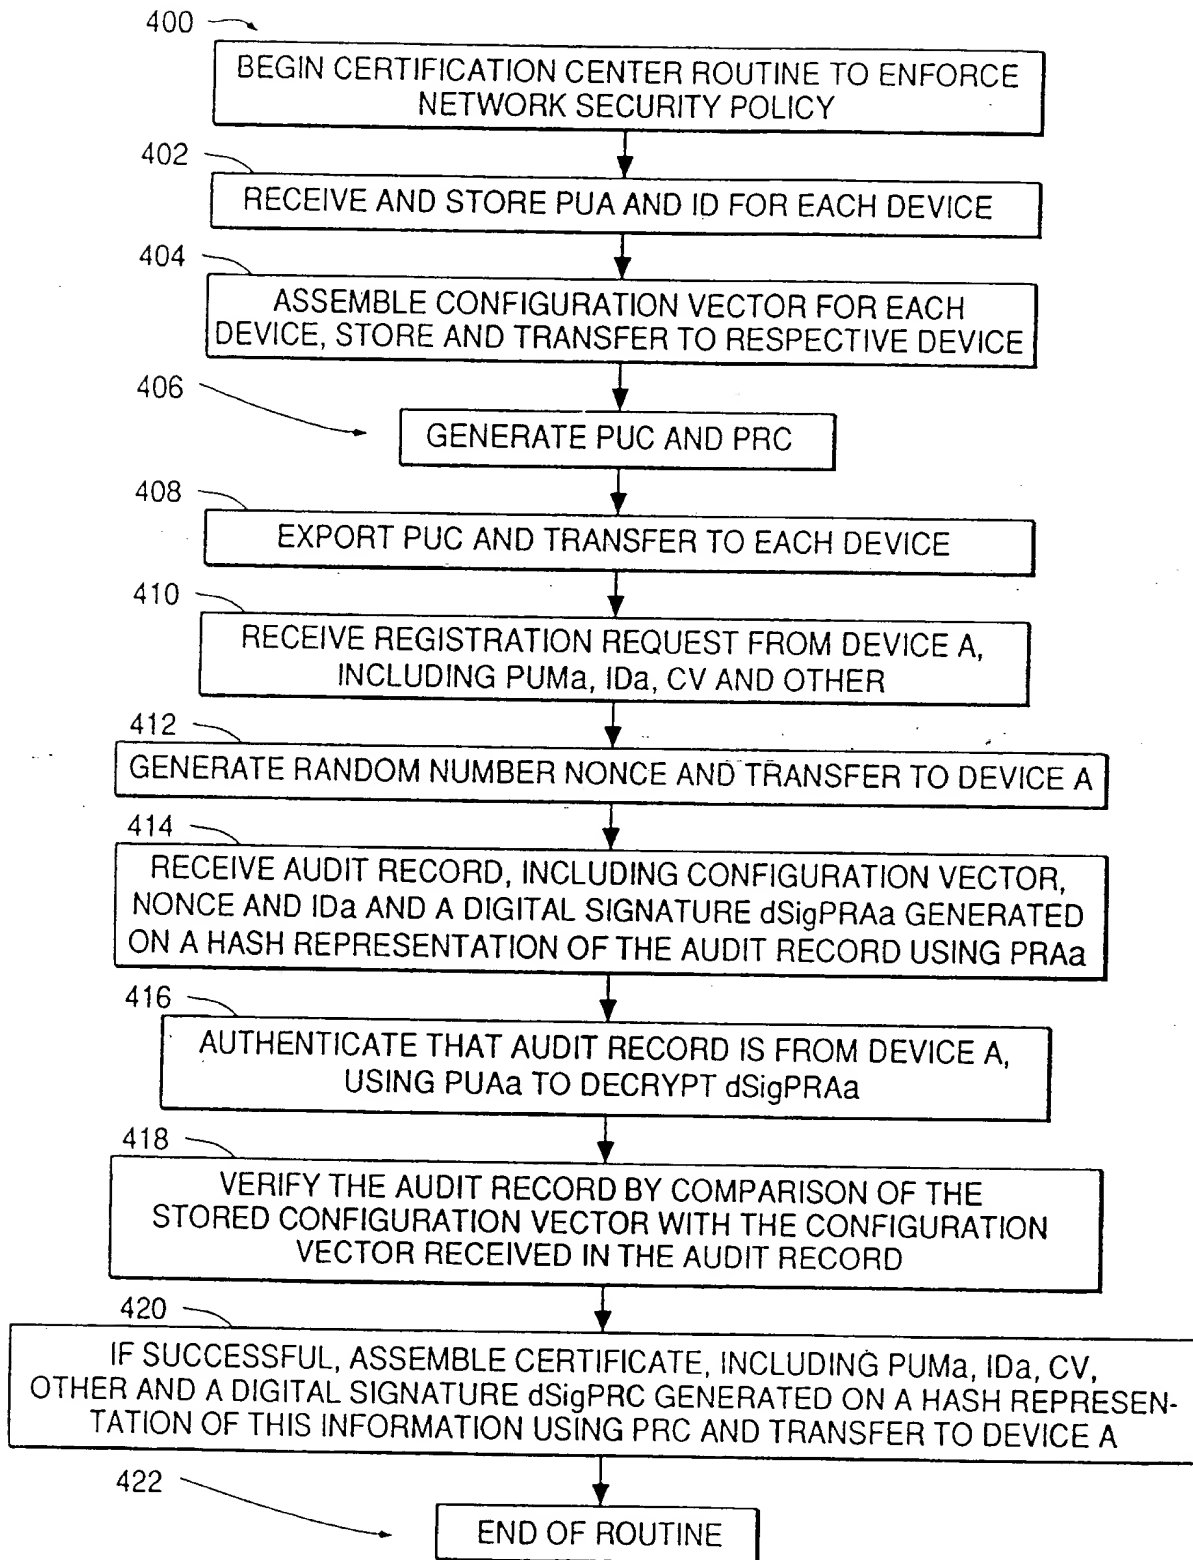 400
BEGIN CERTIFICATION CENTER ROUTINE TO ENFORCE
NETWORK SECURITY POLICY
402
RECEIVE AND STORE PUA AND ID FOR EACH DEVICE
404
ASSEMBLE CONFIGURATION VECTOR FOR EACH
DEVICE, STORE AND TRANSFER TO RESPECTIVE DEVICE
406
GENERATE PUC AND PRC
408
EXPORT PUC AND TRANSFER TO EACH DEVICE
410
RECEIVE REGISTRATION REQUEST FROM DEVICE A,
INCLUDING PUMa, IDa, CV AND OTHER
412
GENERATE RANDOM NUMBER NONCE AND TRANSFER TO DEVICE A
414
RECEIVE AUDIT RECORD, INCLUDING CONFIGURATION VECTOR,
NONCE AND IDa AND A DIGITAL SIGNATURE dSigPRAa GENERATED
ON A HASH REPRESENTATION OF THE AUDIT RECORD USING PRAa
416
AUTHENTICATE THAT AUDIT RECORD IS FROM DEVICE A,
USING PUAa TO DECRYPT dSigPRAa
418
VERIFY THE AUDIT RECORD BY COMPARISON OF THE
STORED CONFIGURATION VECTOR WITH THE CONFIGURATION
VECTOR RECEIVED IN THE AUDIT RECORD
420
IF SUCCESSFUL, ASSEMBLE CERTIFICATE, INCLUDING PUMa, IDa, CV,
OTHER AND A DIGITAL SIGNATURE dSigPRC GENERATED ON A HASH REPRESEN-
TATION OF THIS INFORMATION USING PRC AND TRANSFER TO DEVICE A
422
END OF ROUTINE